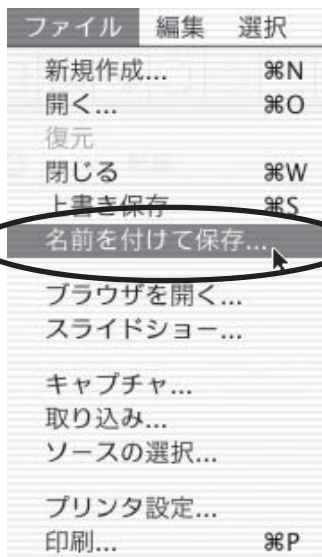 ファイル 編集 選択
新規作成... ⌘N
開く... ⌘O
復元
閉じる ⌘W
上書き保存 ⌘S
名前を付けて保存...
ブラウザを開く...
スライドショー...
キャプチャ...
取り込み...
ソースの選択...
プリンタ設定...
印刷... ⌘P